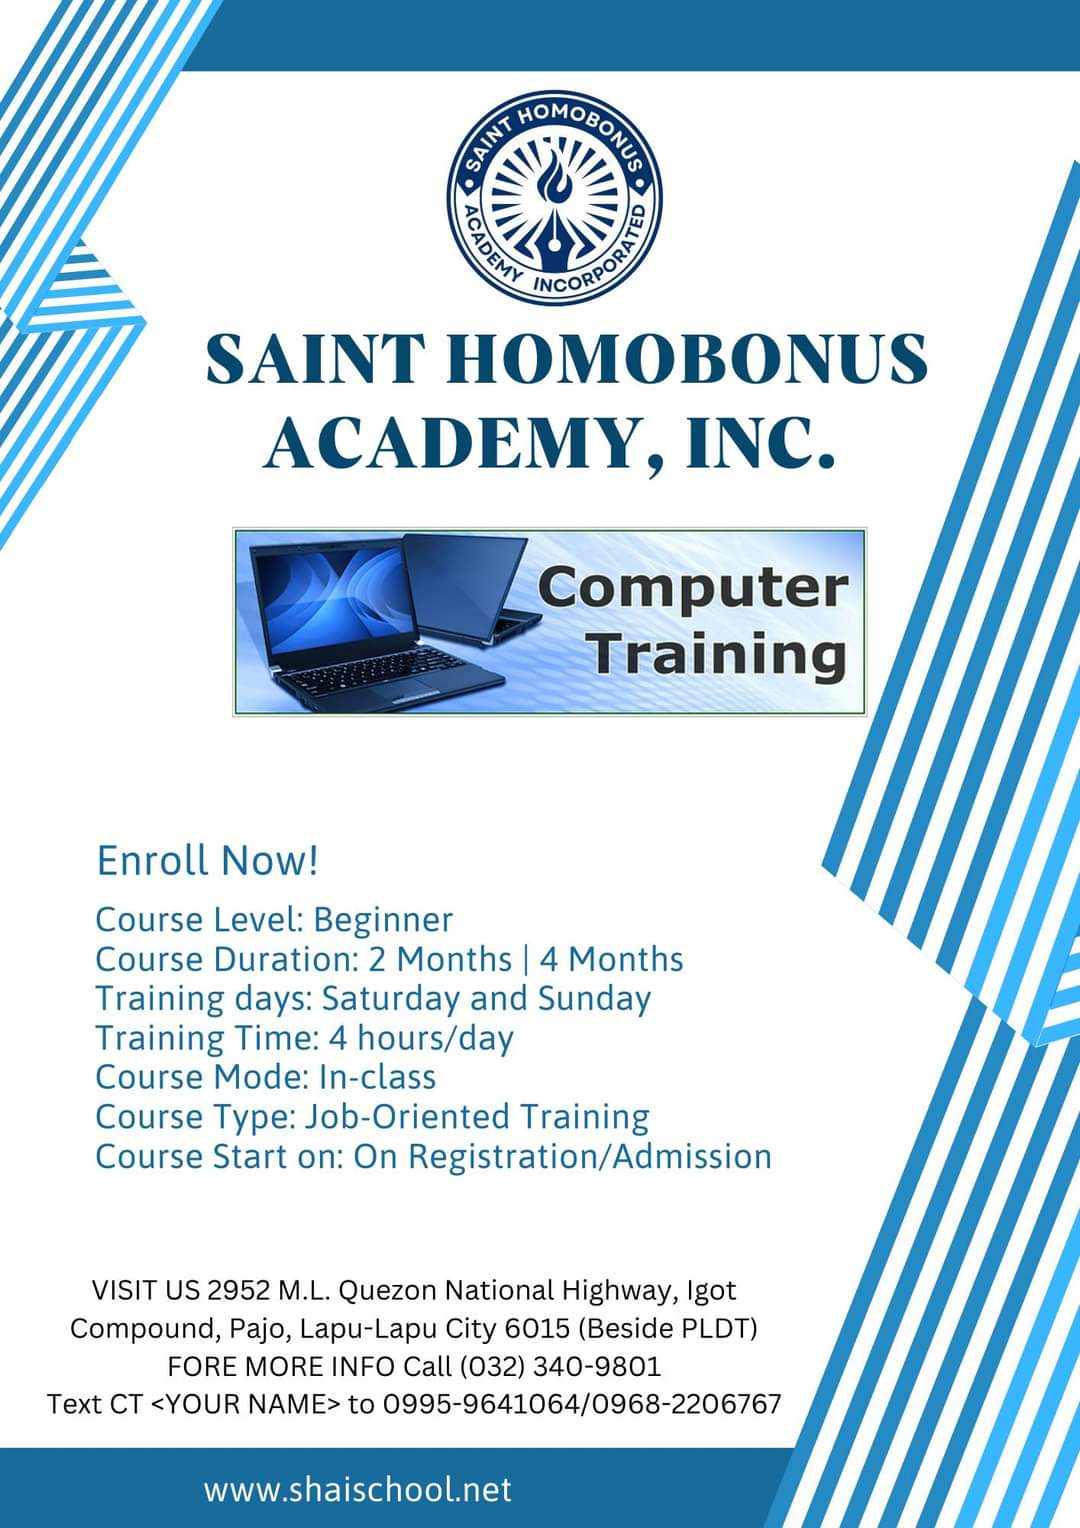 SAINT HOMOBONUS
ACADEMY INCORPORATED
SAINT HOMOBONUS
ACADEMY, INC.
Computer
Training
Enroll Now!
Course Level: Beginner
Course Duration: 2 Months | 4 Months
Training days: Saturday and Sunday
Training Time: 4 hours/day
Course Mode: In-class
Course Type: Job-Oriented Training
Course Start on: On Registration/Admission
VISIT US 2952 M.L. Quezon National Highway, Igot
Compound, Pajo, Lapu-Lapu City 6015 (Beside PLDT)
FORE MORE INFO Call (032) 340-9801
Text CT <YOUR NAME> to 0995-9641064/0968-2206767
www.shaischool.net